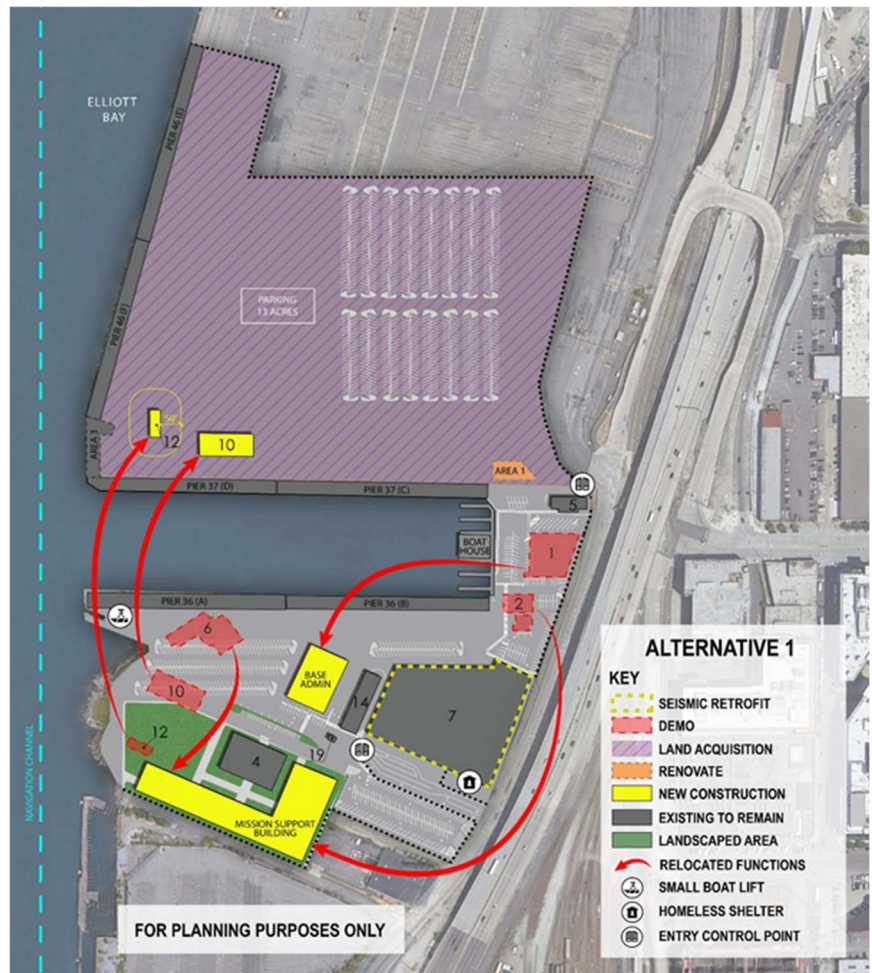 ELLIOTT
BAY
PIER 46 (E)
PARKING
13 ACRES
PIER 46 (F)
50'
12
10
AREA 3
AREA 1
PIER 37 (D)
PIER 37 (C)
5
BOAT
HOUSE
1
2
PIER 36 (A)
PIER 36 (B)
6
BASE
ADMIN
10
14
7
12
4
19
MISSION SUPPORT
BUILDING
NAVIGATION CHANNEL
ALTERNATIVE 1
KEY
SEISMIC RETROFIT
DEMO
LAND ACQUISITION
RENOVATE
NEW CONSTRUCTION
EXISTING TO REMAIN
LANDSCAPED AREA
RELOCATED FUNCTIONS
SMALL BOAT LIFT
HOMELESS SHELTER
ENTRY CONTROL POINT
FOR PLANNING PURPOSES ONLY